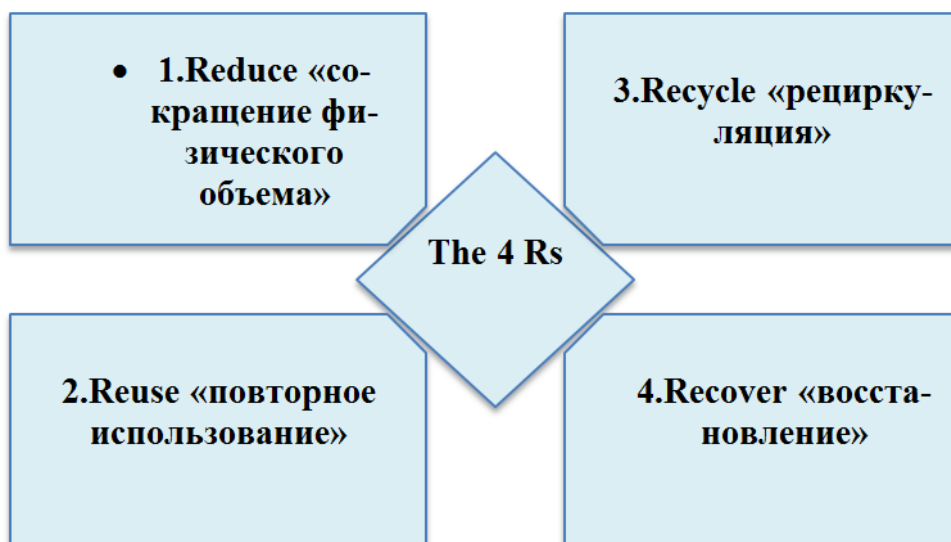 • 1.Reduce «со-
кращение фи-
зического
объема»
3.Recycle «рецирку-
ляция»
The 4 Rs
2.Reuse «повторное
использование»
4.Recover «восста-
новление»